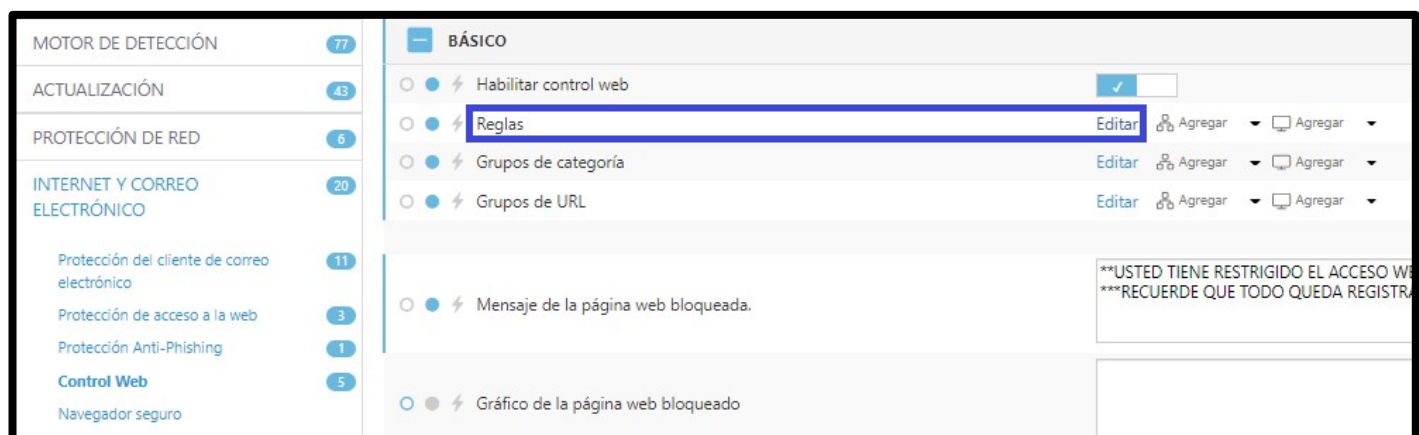 MOTOR DE DETECCIÓN 77
ACTUALIZACIÓN 43
PROTECCIÓN DE RED 6
INTERNET Y CORREO 20
ELECTRÓNICO
Protección del cliente de correo 11
electrónico
Protección de acceso a la web 3
Protección Anti-Phishing 1
Control Web 5
Navegador seguro
BÁSICO
Habilitar control web
Reglas Editar Agregar Agregar
Grupos de categoría Editar Agregar Agregar
Grupos de URL Editar Agregar Agregar
Mensaje de la página web bloqueada.
**USTED TIENE RESTRIGIDO EL ACCESO
***RECUERDE QUE TODO QUEDA
Gráfico de la página web bloqueado